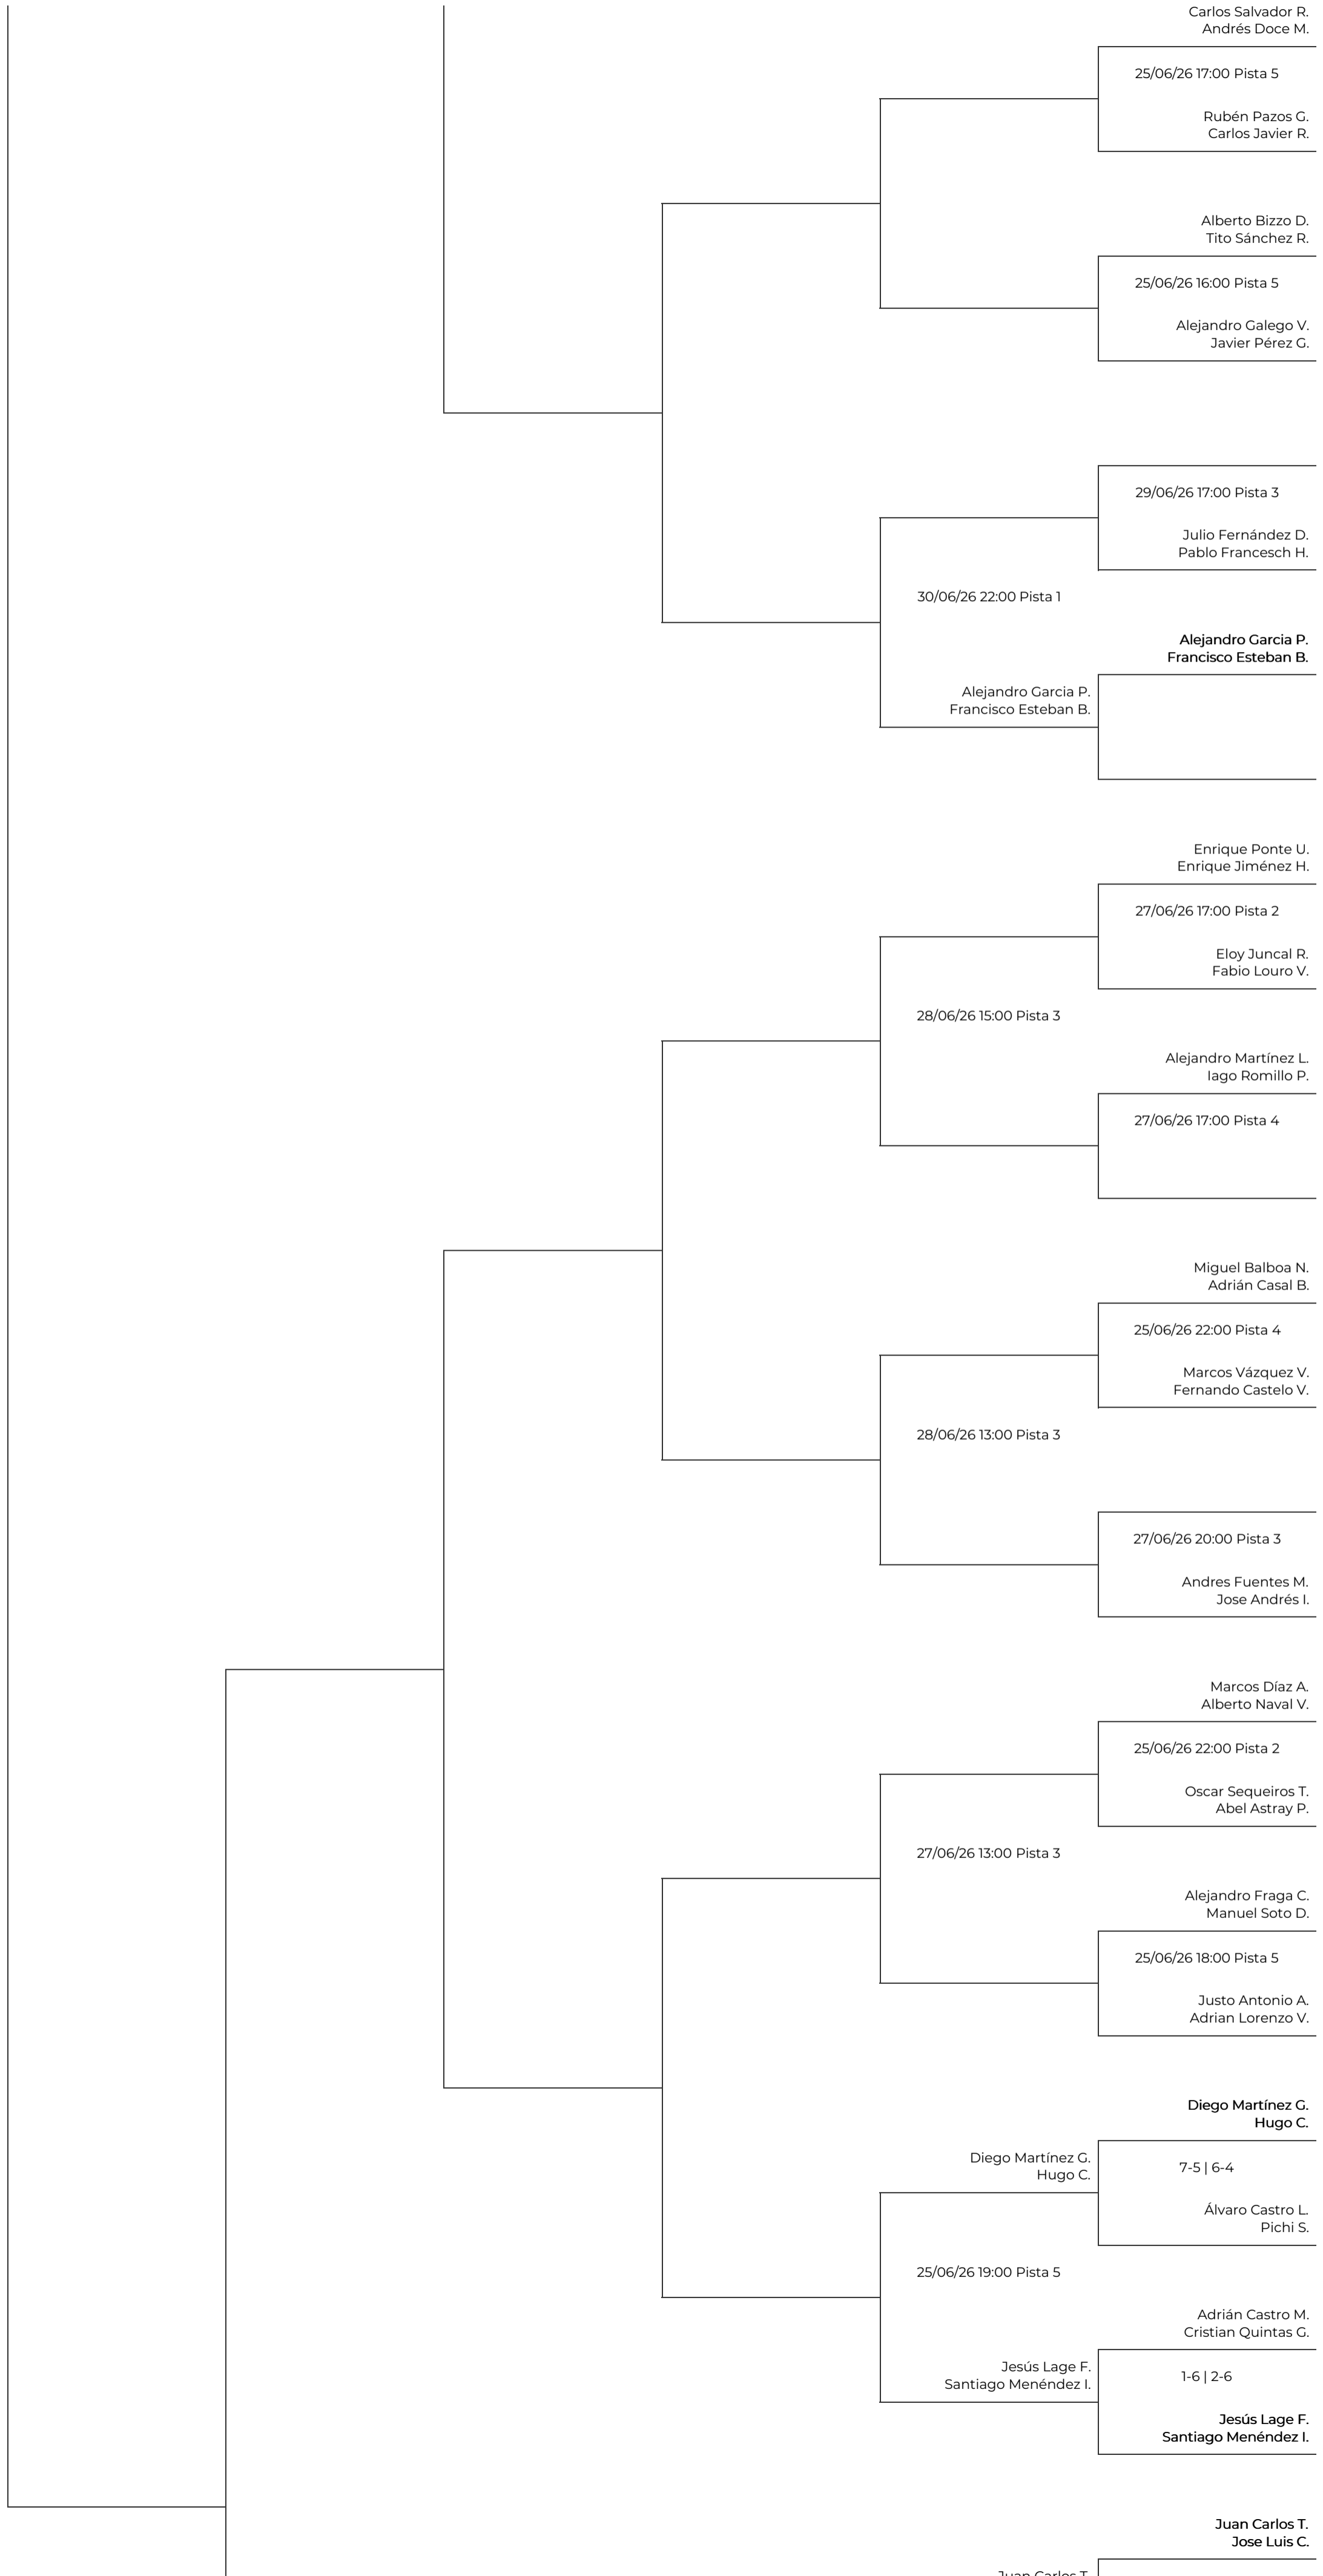 Carlos Salvador R.
Andrés Doce M.
25/06/26 17:00 Pista 5
Rubén Pazos G.
Carlos Javier R.
Alberto Bizzo D.
Tito Sánchez R.
25/06/26 16:00 Pista 5
Alejandro Galego V.
Javier Pérez G.
29/06/26 17:00 Pista 3
Julio Fernández D.
Pablo Francesch H.
30/06/26 22:00 Pista 1
Alejandro Garcia P.
Francisco Esteban B.
Alejandro Garcia P.
Francisco Esteban B.
Enrique Ponte U.
Enrique Jiménez H.
27/06/26 17:00 Pista 2
Eloy Juncal R.
Fabio Louro V.
28/06/26 15:00 Pista 3
Alejandro Martínez L.
Iago Romillo P.
27/06/26 17:00 Pista 4
Miguel Balboa N.
Adrián Casal B.
25/06/26 22:00 Pista 4
Marcos Vázquez V.
Fernando Castelo V.
28/06/26 13:00 Pista 3
27/06/26 20:00 Pista 3
Andres Fuentes M.
Jose Andrés I.
Marcos Díaz A.
Alberto Naval V.
25/06/26 22:00 Pista 2
Oscar Sequeiros T.
Abel Astray P.
27/06/26 13:00 Pista 3
Alejandro Fraga C.
Manuel Soto D.
25/06/26 18:00 Pista 5
Justo Antonio A.
Adrian Lorenzo V.
Diego Martínez G.
Hugo C.
Diego Martínez G.
Hugo C.
7-5 | 6-4
Álvaro Castro L.
Pichi S.
25/06/26 19:00 Pista 5
Adrián Castro M.
Cristian Quintas G.
Jesús Lage F.
Santiago Menéndez I.
1-6 | 2-6
Jesús Lage F.
Santiago Menéndez I.
Juan Carlos T.
Jose Luis C.
Juan Carlos T.